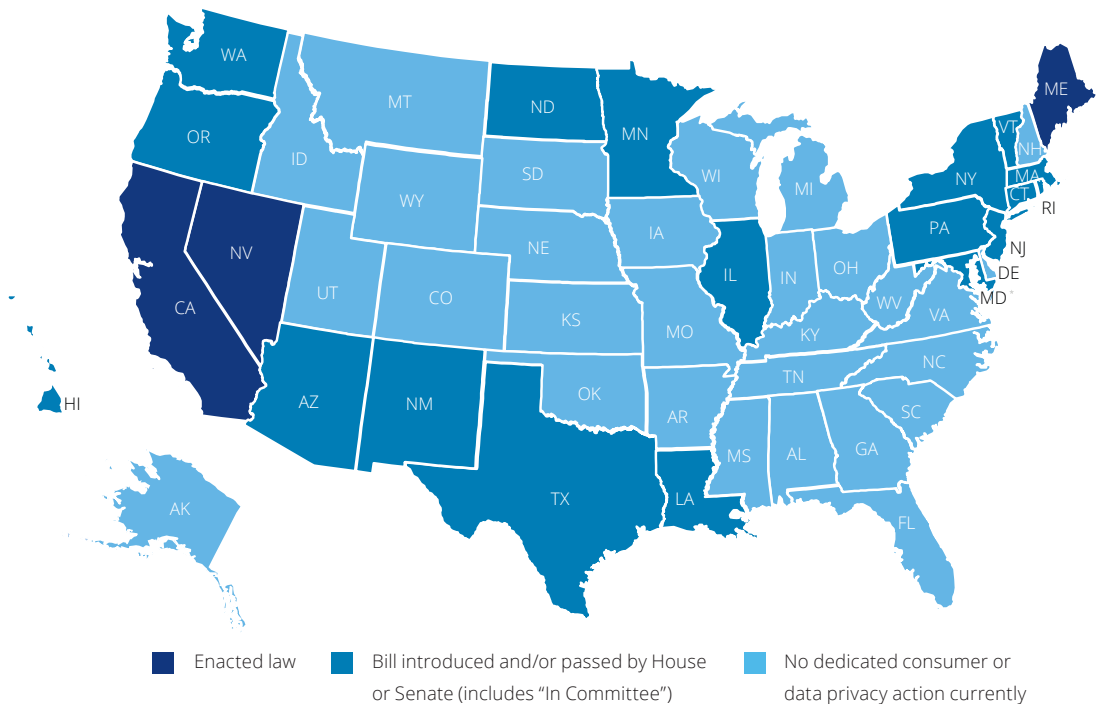 WA
ME
MT
ND
OR
MN
VT
NH
ID
SD
WI
MI
NY
MA
CT
RI
WY
PA
IA
NV
NE
NJ
OH
IL
IN
DE
UT
CO
MD*
WV
CA
VA
KS
MO
KY
NC
TN
OK
AZ
NM
HI
AR
SC
GA
MS
AL
TX
LA
AK
FL
Enacted law
Bill introduced and/or passed by House
or Senate (includes “In Committee”)
No dedicated consumer or
data privacy action currently